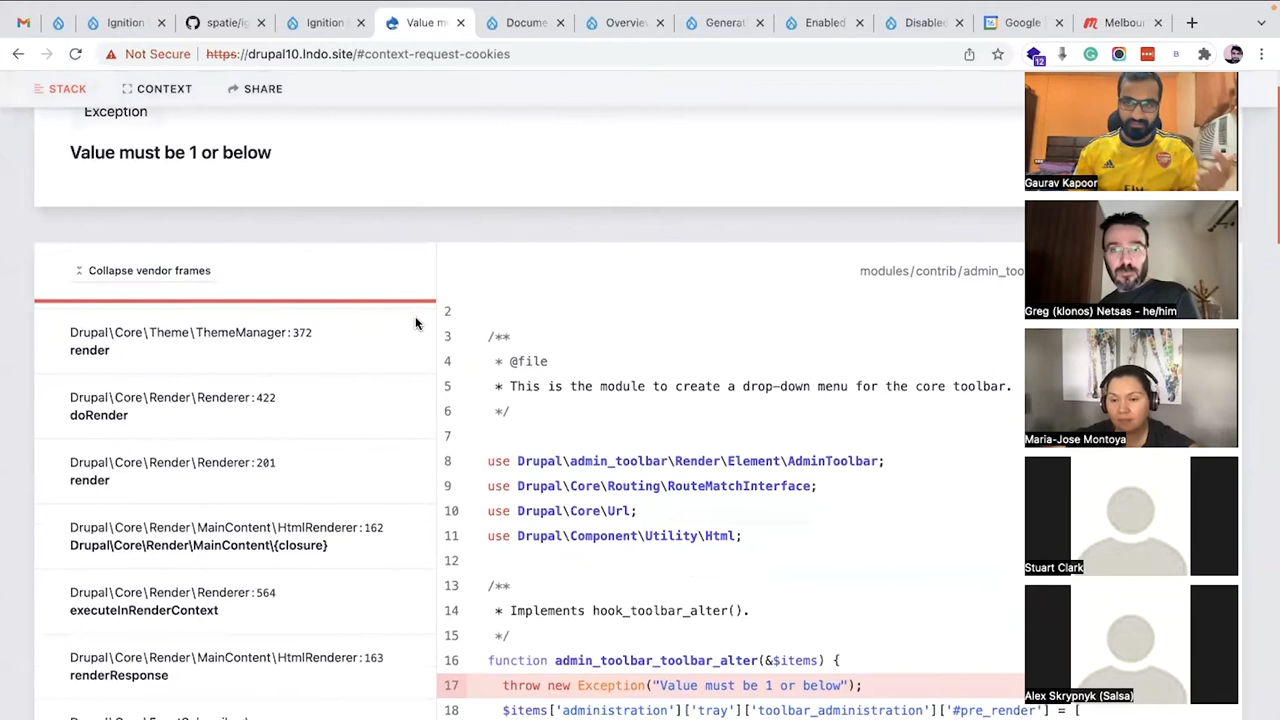 Ignition
spatie/ig
Ignition
Value m
Docume
Overvie
Generat
Enabled
Disabled
Google
Melbou
Not Secure
https://drupal10.lndo.site/#context-request-cookies
12
STACK
CONTEXT
SHARE
Exception
Value must be 1 or below
Collapse vendor frames
modules/contrib/admin_too
Drupal\Core\Theme\ThemeManager:372
render
Drupal\Core\Render\Renderer:422
doRender
Drupal\Core\Render\Renderer:201
render
Drupal\Core\Render\MainContent\HtmlRenderer:162
Drupal\Core\Render\MainContent\{closure}
Drupal\Core\Render\Renderer:564
executeInRenderContext
Drupal\Core\Render\MainContent\HtmlRenderer:163
renderResponse
2
3 /**
4 * @file
5 * This is the module to create a drop-down menu for the core toolbar.
6 */
7
8 use Drupal\admin_toolbar\Render\Element\AdminToolbar;
9 use Drupal\Core\Routing\RouteMatchInterface;
10 use Drupal\Core\Url;
11 use Drupal\Component\Utility\Html;
12
13 /**
14 * Implements hook_toolbar_alter().
15 */
16 function admin_toolbar_toolbar_alter(&$items) {
17 throw new Exception("Value must be 1 or below");
18 $items['administration']['tray']['toolbar_administration']['#pre_render'] = [
Gaurav Kapoor
Greg (klonos) Netsas - he/him
Maria-Jose Montoya
Stuart Clark
Alex Skrypnyk (Salsa)